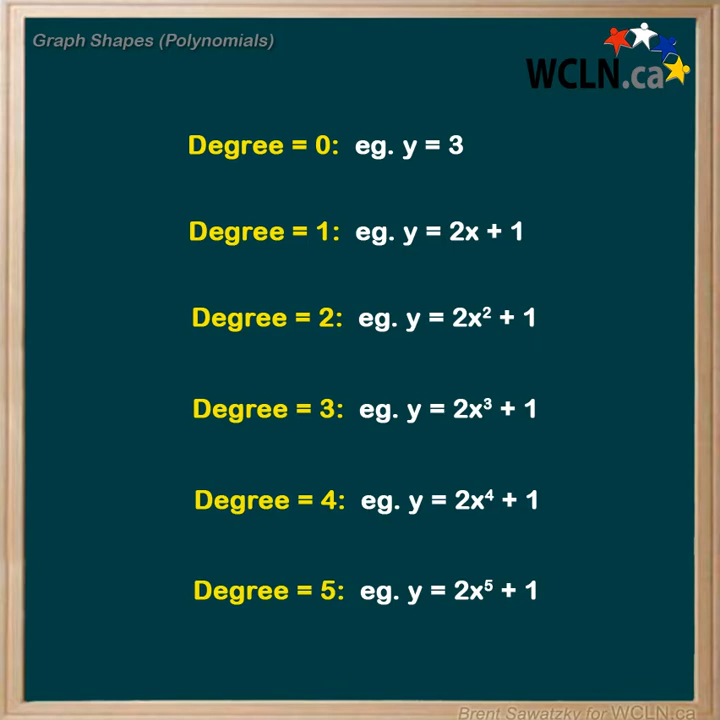 Graph Shapes (Polynomials)
WCLN.ca
Degree = 0: eg. y = 3
Degree = 1: eg. y = 2x + 1
Degree = 2: eg. y = 2x² + 1
Degree = 3: eg. y = 2x³ + 1
Degree = 4: eg. y = 2x⁴ + 1
Degree = 5: eg. y = 2x⁵ + 1
Brent Sawatzky for WCLN.ca